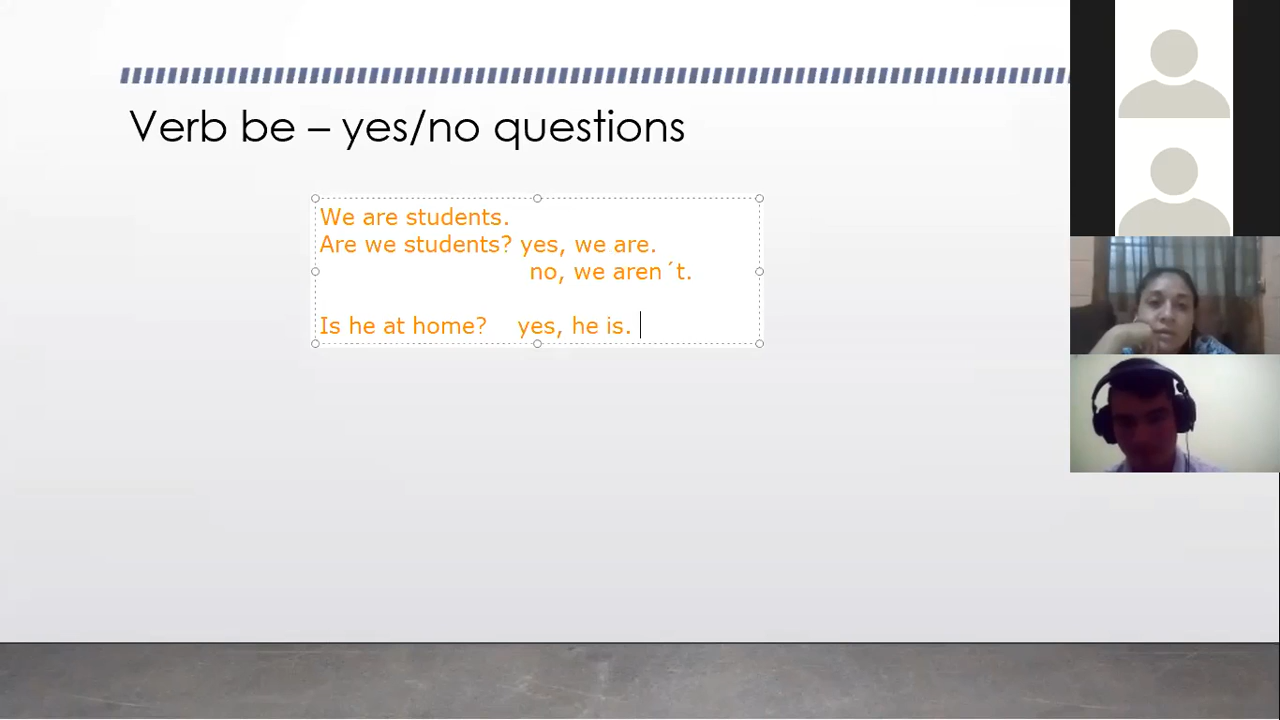 Verb be – yes/no questions
We are students.
Are we students? yes, we are.
no, we aren´t.
Is he at home? yes, he is.